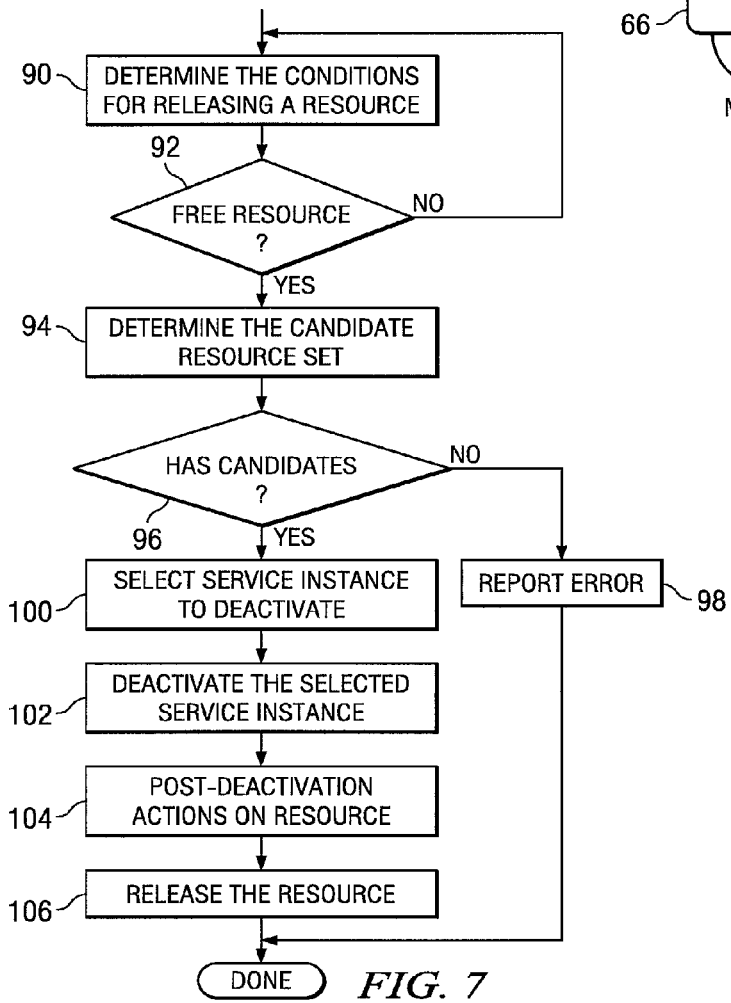 66
M
90
DETERMINE THE CONDITIONS
FOR RELEASING A RESOURCE
92
FREE RESOURCE
?
NO
YES
94
DETERMINE THE CANDIDATE
RESOURCE SET
HAS CANDIDATES
?
NO
96
YES
100
SELECT SERVICE INSTANCE
TO DEACTIVATE
REPORT ERROR
98
102
DEACTIVATE THE SELECTED
SERVICE INSTANCE
104
POST-DEACTIVATION
ACTIONS ON RESOURCE
106
RELEASE THE RESOURCE
DONE
FIG. 7